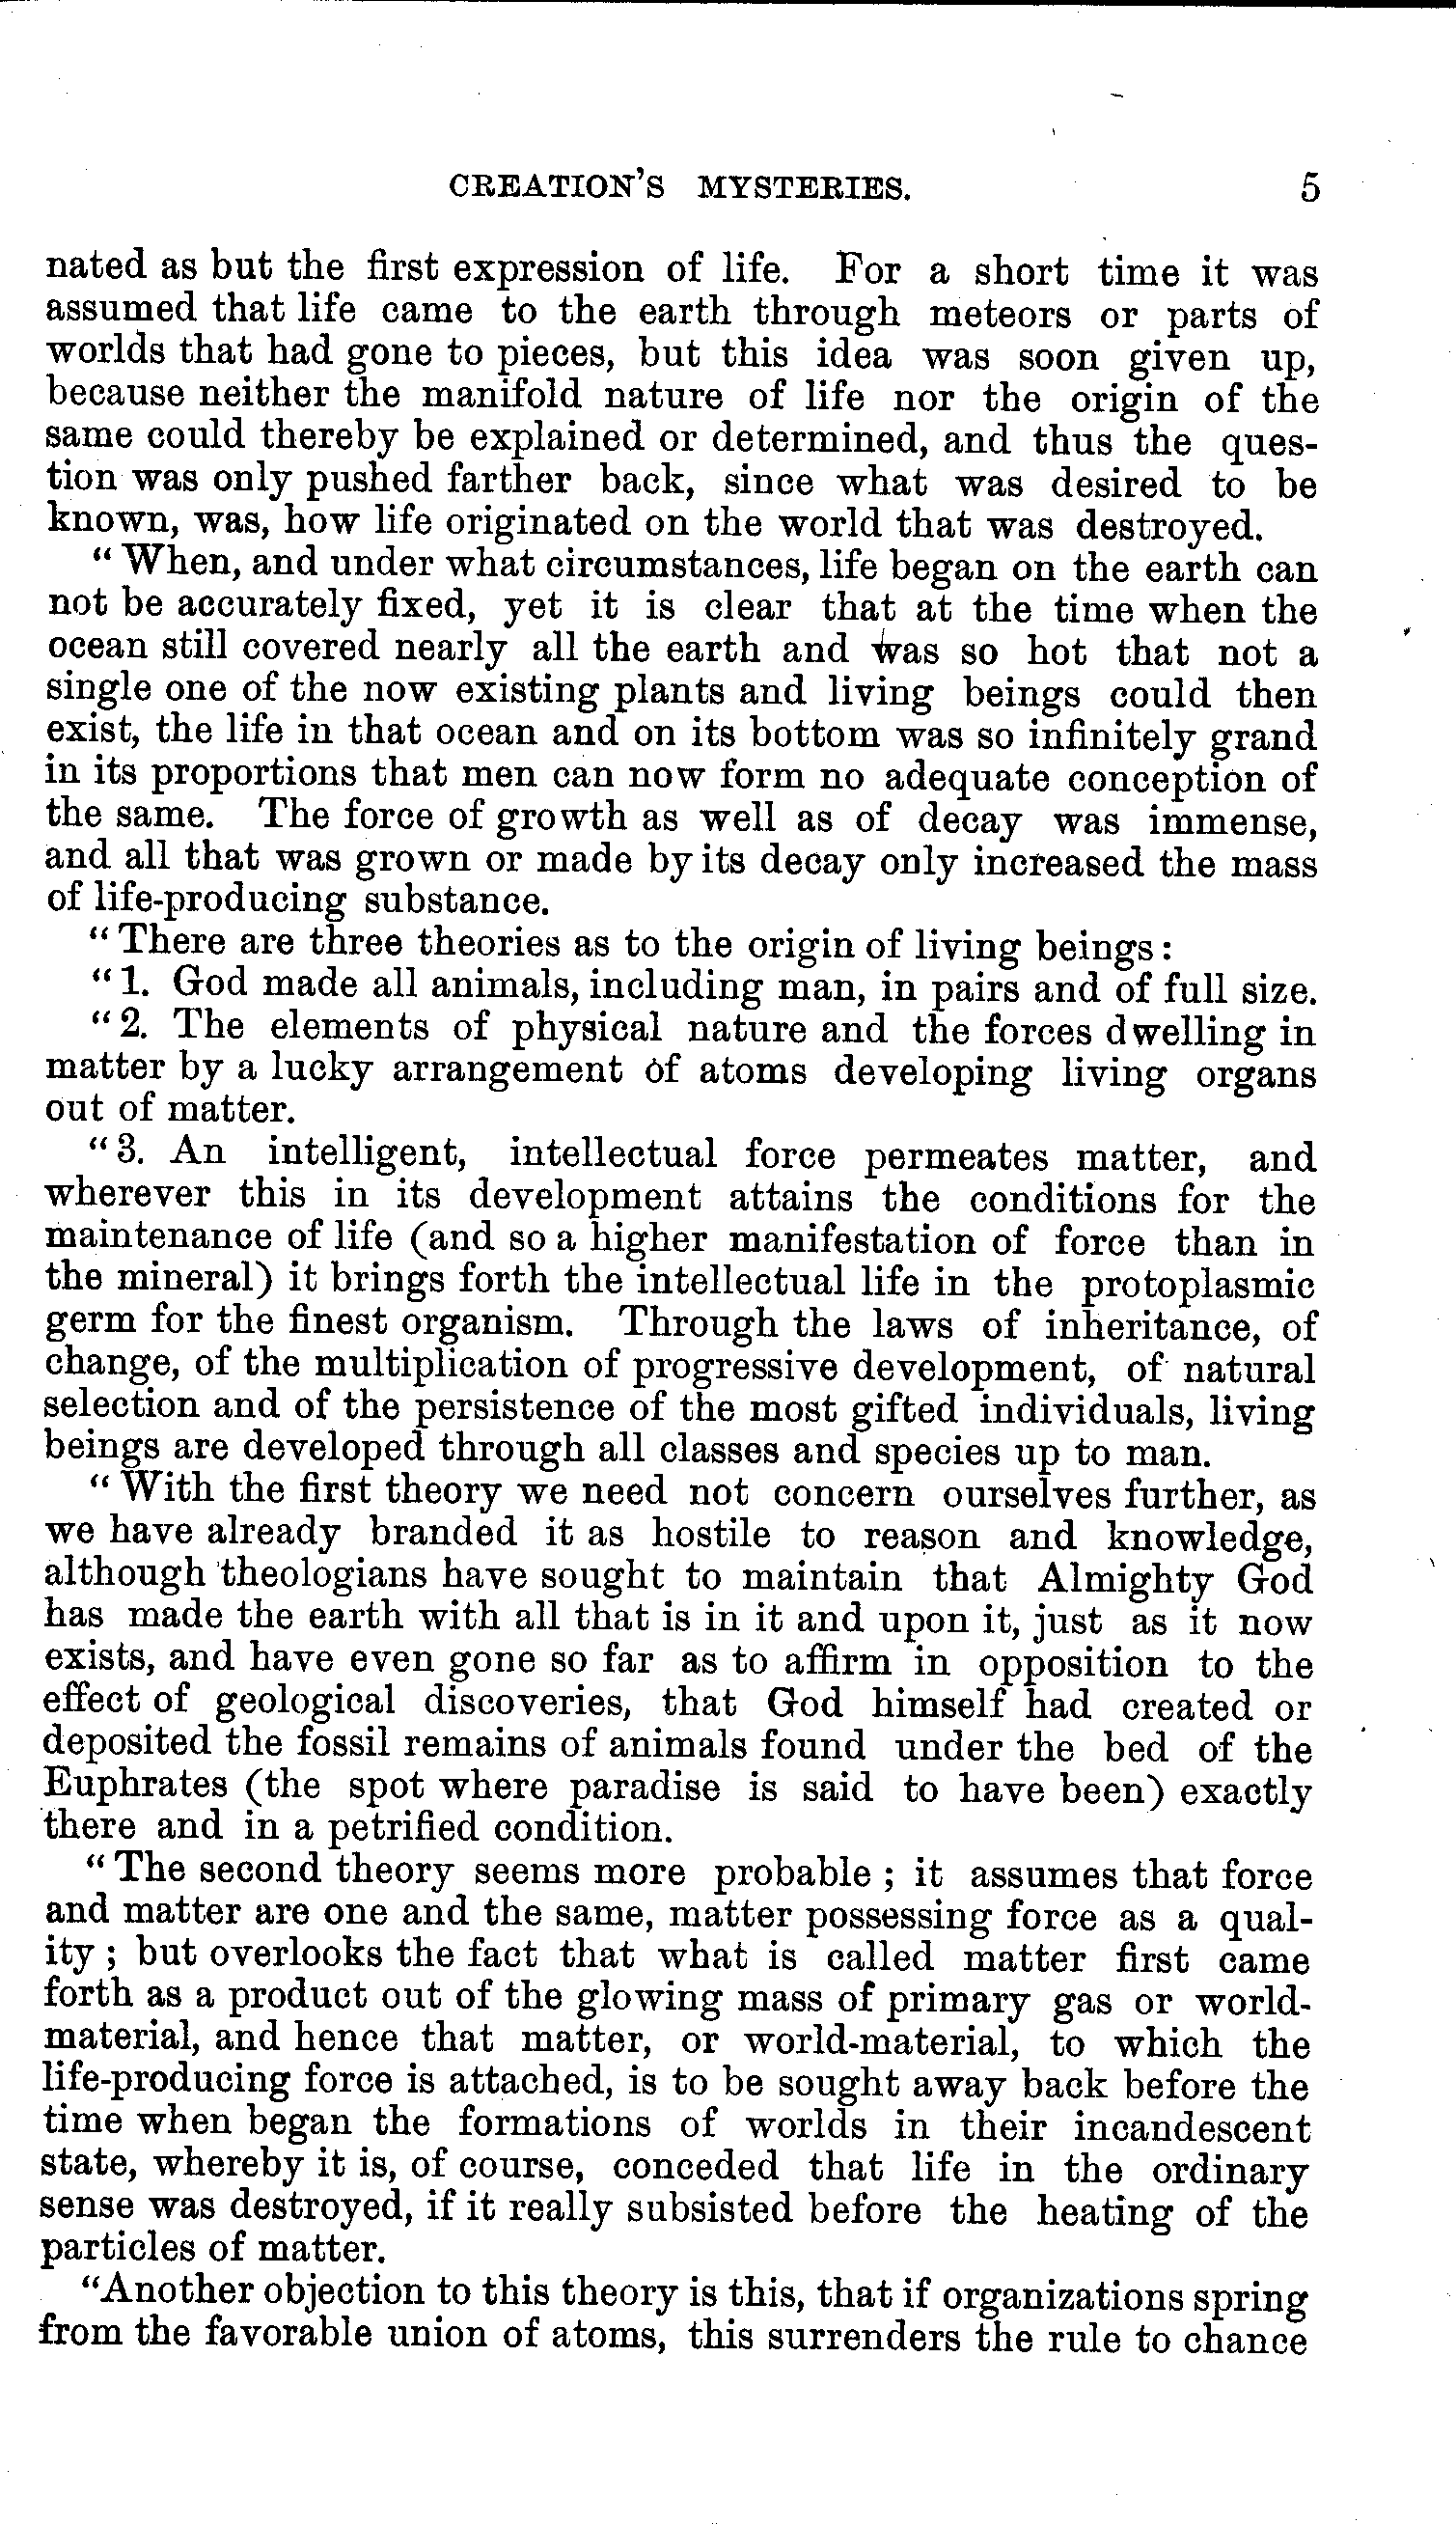 CREATION'S MYSTERIES. 5
nated as but the first expression of life. For a short time it was
assumed that life came to the earth through meteors or parts of
worlds that had gone to pieces, but this idea was soon given up,
because neither the manifold nature of life nor the origin of the
same could thereby be explained or determined, and thus the ques-
tion was only pushed farther back, since what was desired to be
known, was, how life originated on the world that was destroyed.
“When, and under what circumstances, life began on the earth can
not be accurately fixed, yet it is clear that at the time when the
ocean still covered nearly all the earth and was so hot that not a
single one of the now existing plants and living beings could then
exist, the life in that ocean and on its bottom was so infinitely grand
in its proportions that men can now form no adequate conception of
the same. The force of growth as well as of decay was immense,
and all that was grown or made by its decay only increased the mass
of life-producing substance.
“There are three theories as to the origin of living beings:
“1. God made all animals, including man, in pairs and of full size.
“2. The elements of physical nature and the forces dwelling in
matter by a lucky arrangement of atoms developing living organs
out of matter.
“3. An intelligent, intellectual force permeates matter, and
wherever this in its development attains the conditions for the
maintenance of life (and so a higher manifestation of force than in
the mineral) it brings forth the intellectual life in the protoplasmic
germ for the finest organism. Through the laws of inheritance, of
change, of the multiplication of progressive development, of natural
selection and of the persistence of the most gifted individuals, living
beings are developed through all classes and species up to man.
“With the first theory we need not concern ourselves further, as
we have already branded it as hostile to reason and knowledge,
although theologians have sought to maintain that Almighty God
has made the earth with all that is in it and upon it, just as it now
exists, and have even gone so far as to affirm in opposition to the
effect of geological discoveries, that God himself had created or
deposited the fossil remains of animals found under the bed of the
Euphrates (the spot where paradise is said to have been) exactly
there and in a petrified condition.
“The second theory seems more probable; it assumes that force
and matter are one and the same, matter possessing force as a qual-
ity; but overlooks the fact that what is called matter first came
forth as a product out of the glowing mass of primary gas or world-
material, and hence that matter, or world-material, to which the
life-producing force is attached, is to be sought away back before the
time when began the formations of worlds in their incandescent
state, whereby it is, of course, conceded that life in the ordinary
sense was destroyed, if it really subsisted before the heating of the
particles of matter.
“Another objection to this theory is this, that if organizations spring
from the favorable union of atoms, this surrenders the rule to chance